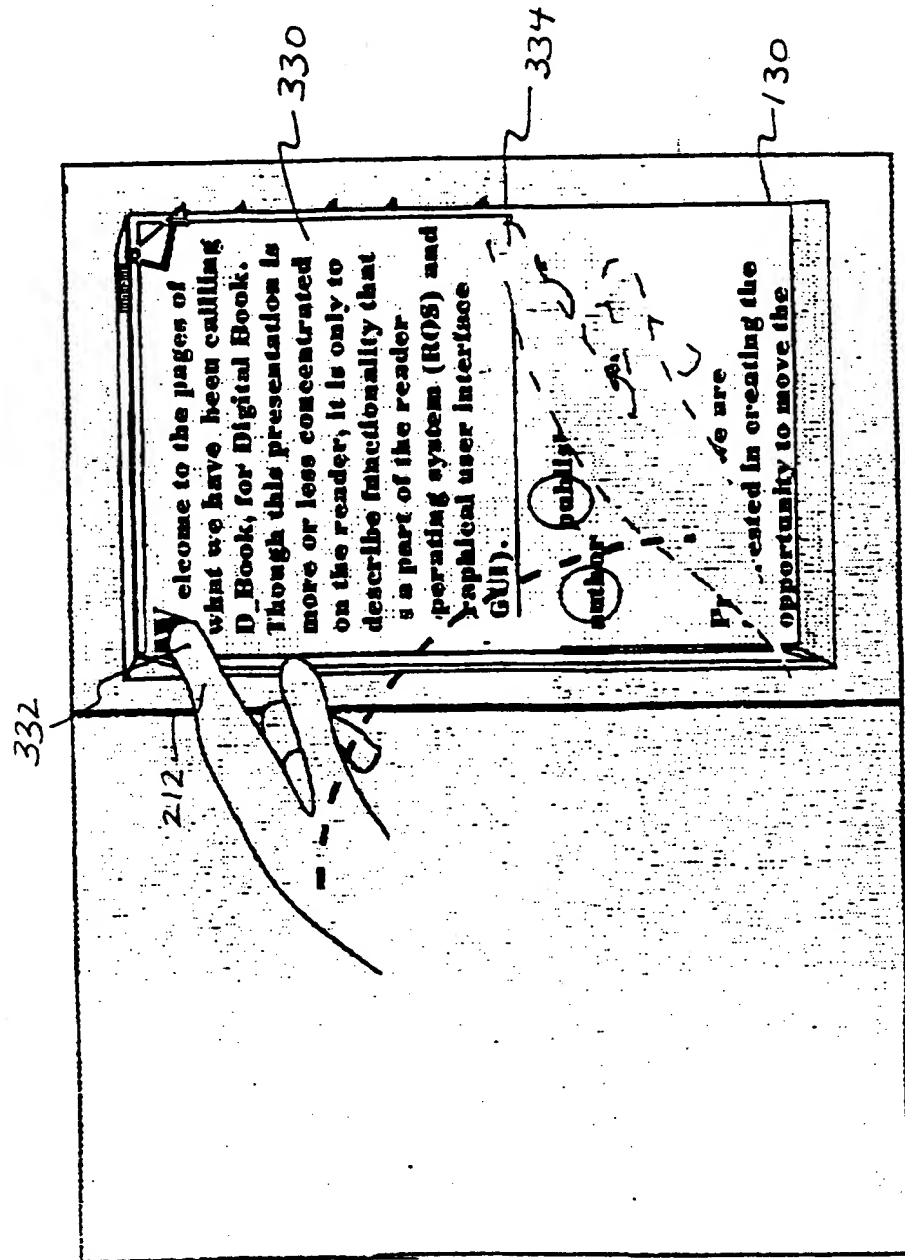 elcome to the pages of
what we have been callling
D_Book, for Digital Book.
Though this presentation is
more or less concentrated
on the reader, it is only to
describe functionality that
s a part of the reader
perating system (ROS) and
raphical user interface
GUI).
author publis
Pr e are
ested in creating the
opportunity to move the
330
334
130
332
212